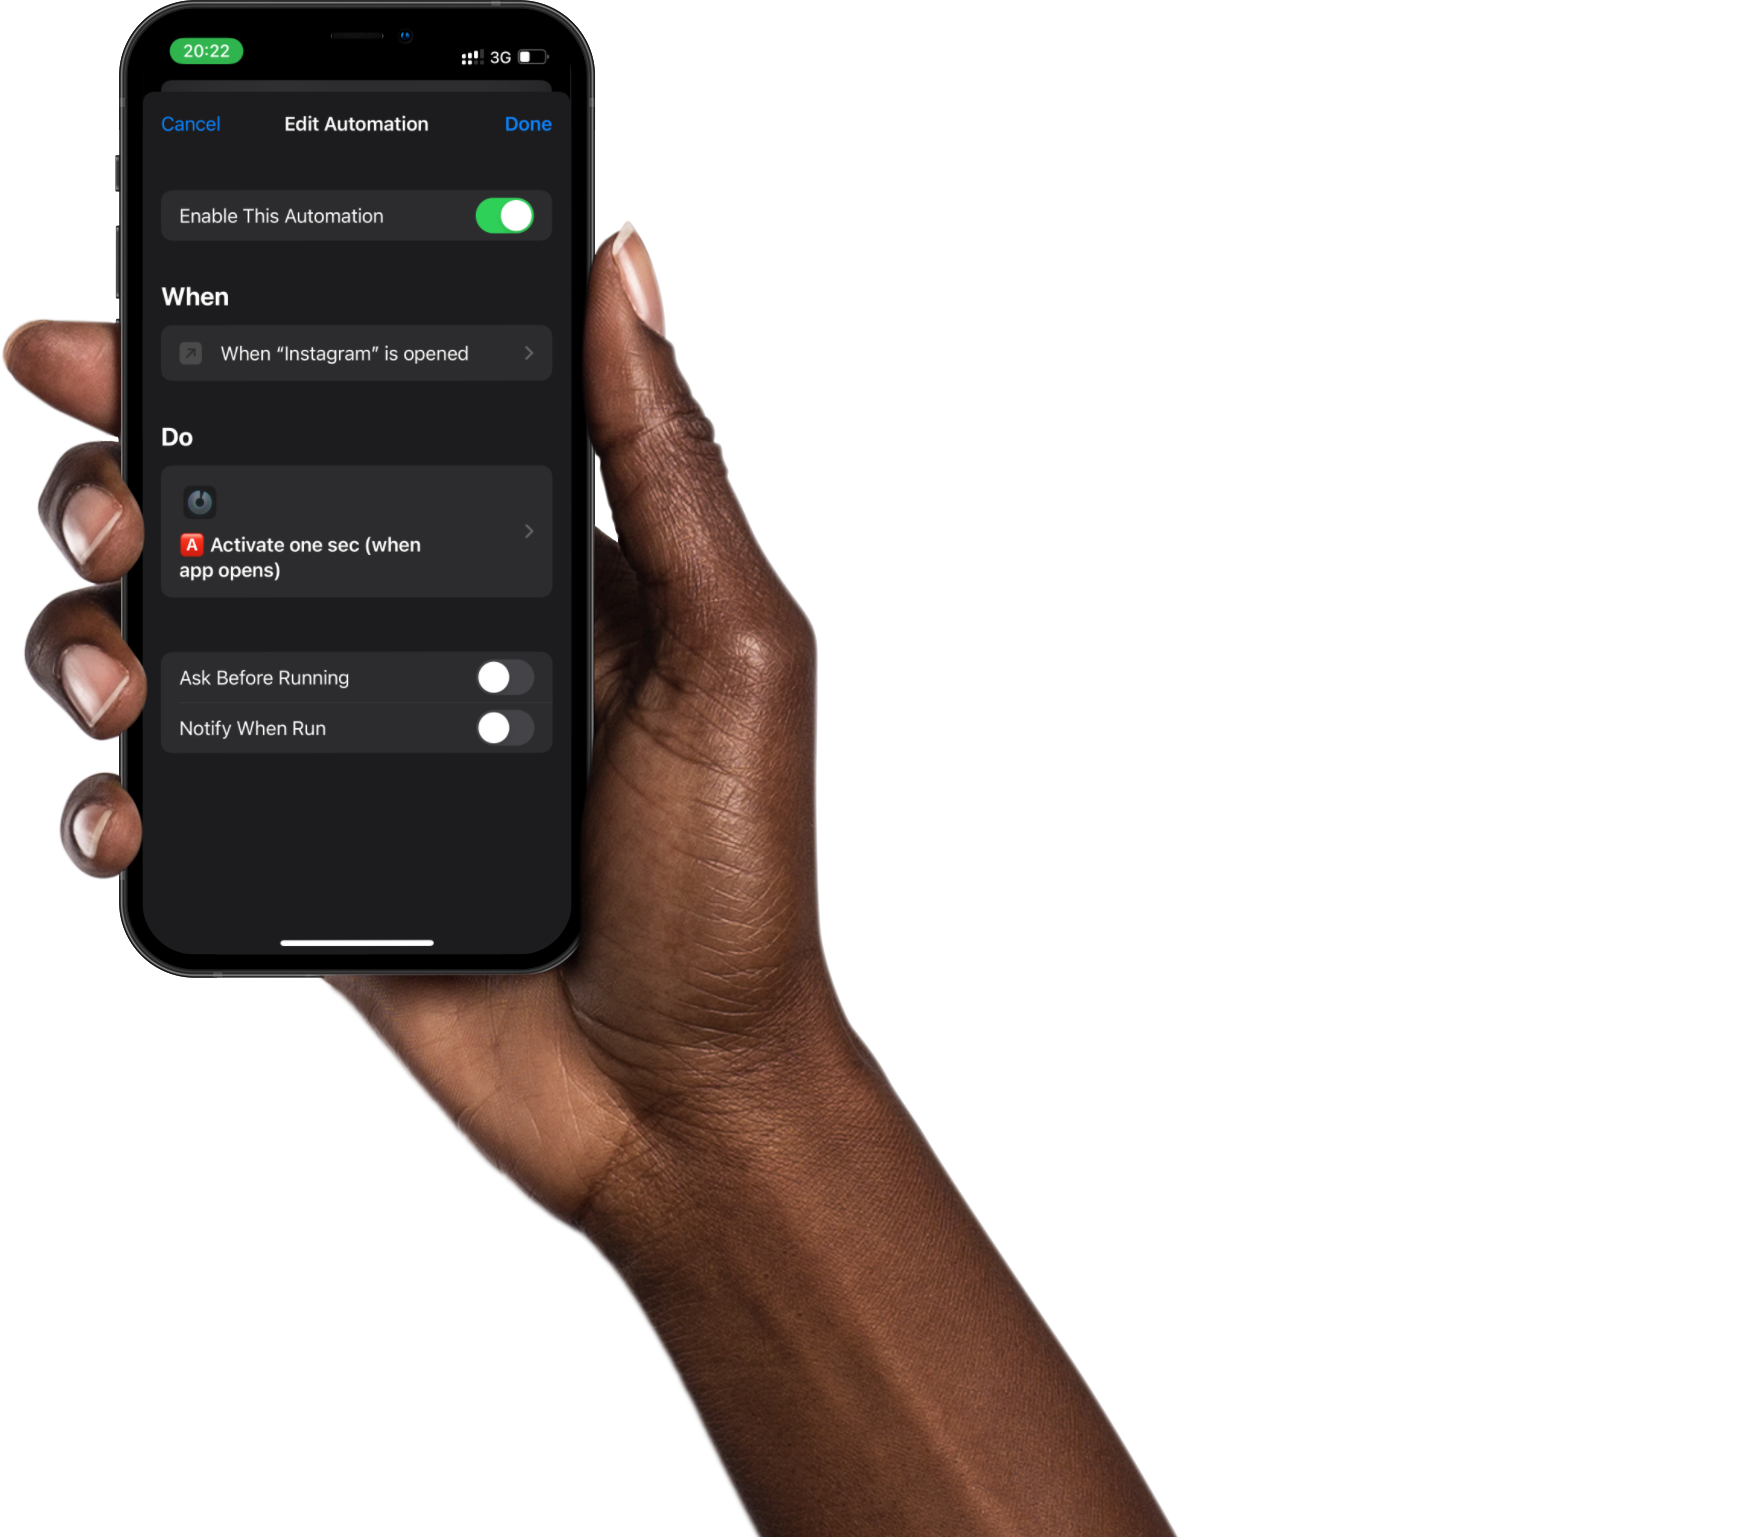 20:22
3G
Cancel Edit Automation Done
Enable This Automation
When
When “Instagram” is opened
Do
A Activate one sec (when
app opens)
Ask Before Running
Notify When Run